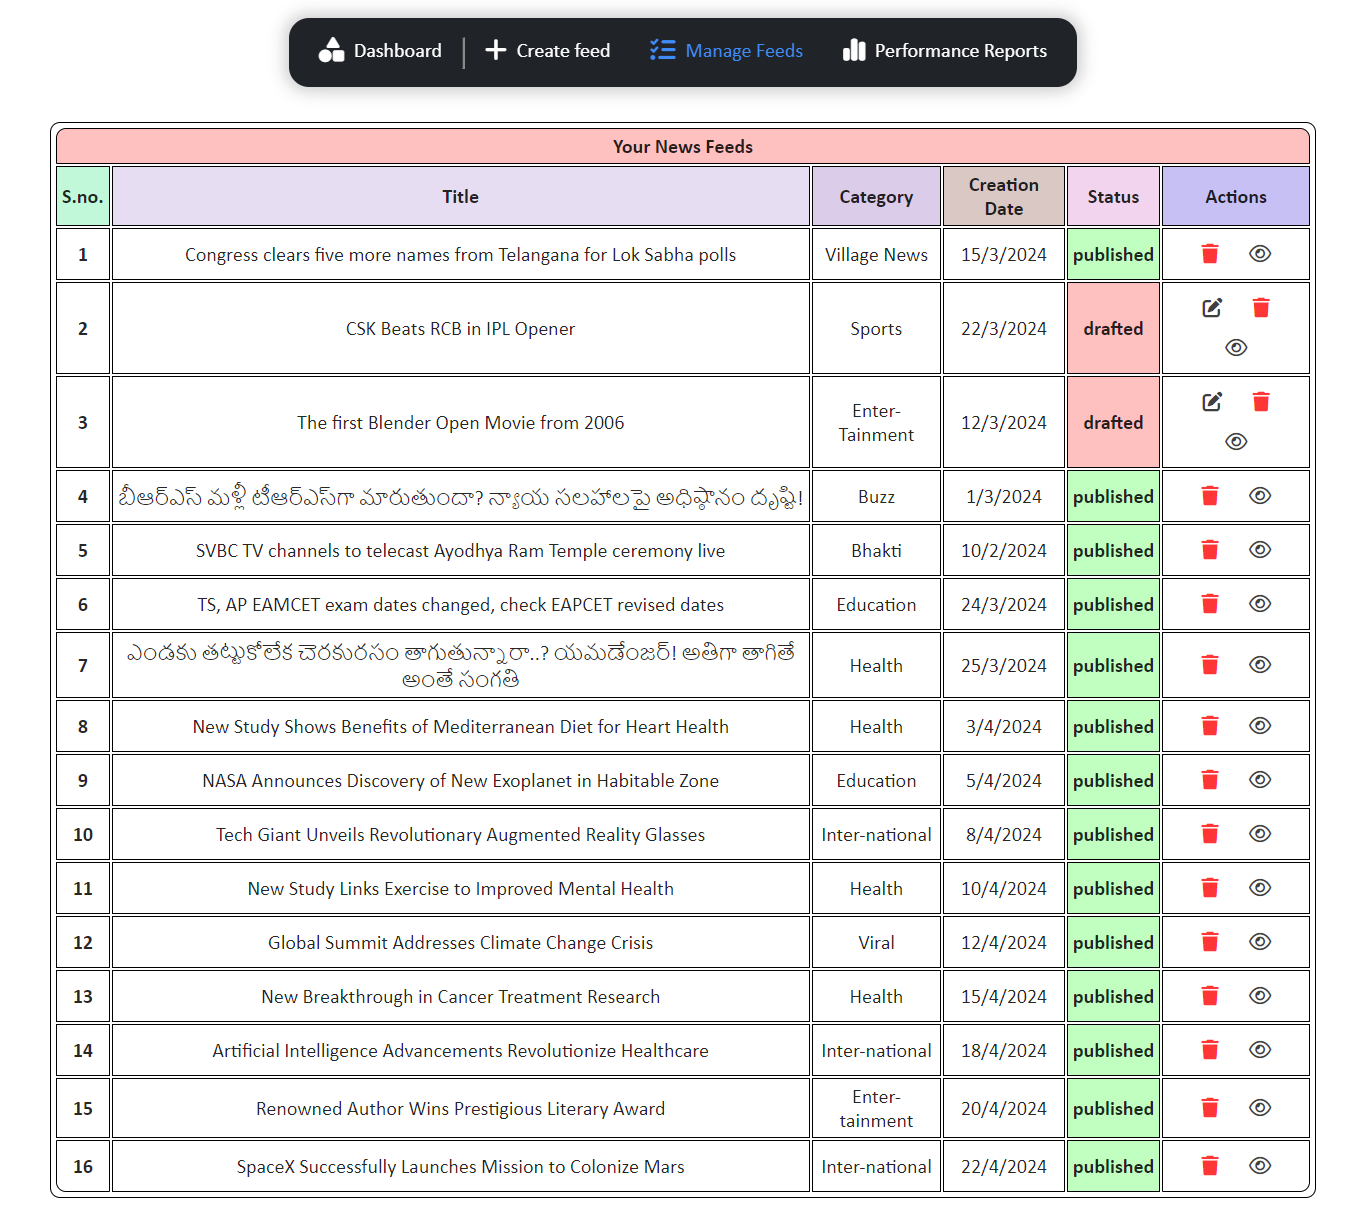 Dashboard
Create feed
Manage Feeds
Performance Reports
Your News Feeds
S.no. Title Category Creation Date Status Actions
1 Congress clears five more names from Telangana for Lok Sabha polls Village News 15/3/2024 published
2 CSK Beats RCB in IPL Opener Sports 22/3/2024 drafted
3 The first Blender Open Movie from 2006 Enter-Tainment 12/3/2024 drafted
4 బీఆర్ఎస్ మళ్లీ టీఆర్ఎస్‌గా మారుతుందా? న్యాయ సలహాలపై అధిష్ఠానం దృష్టి! Buzz 1/3/2024 published
5 SVBC TV channels to telecast Ayodhya Ram Temple ceremony live Bhakti 10/2/2024 published
6 TS, AP EAMCET exam dates changed, check EAPCET revised dates Education 24/3/2024 published
7 ఎండకు తట్టుకోలేక చెరకురసం తాగుతున్నారా..? యమడేంజర్! అతిగా తాగితే అంతే సంగతి Health 25/3/2024 published
8 New Study Shows Benefits of Mediterranean Diet for Heart Health Health 3/4/2024 published
9 NASA Announces Discovery of New Exoplanet in Habitable Zone Education 5/4/2024 published
10 Tech Giant Unveils Revolutionary Augmented Reality Glasses Inter-national 8/4/2024 published
11 New Study Links Exercise to Improved Mental Health Health 10/4/2024 published
12 Global Summit Addresses Climate Change Crisis Viral 12/4/2024 published
13 New Breakthrough in Cancer Treatment Research Health 15/4/2024 published
14 Artificial Intelligence Advancements Revolutionize Healthcare Inter-national 18/4/2024 published
15 Renowned Author Wins Prestigious Literary Award Enter-tainment 20/4/2024 published
16 SpaceX Successfully Launches Mission to Colonize Mars Inter-national 22/4/2024 published